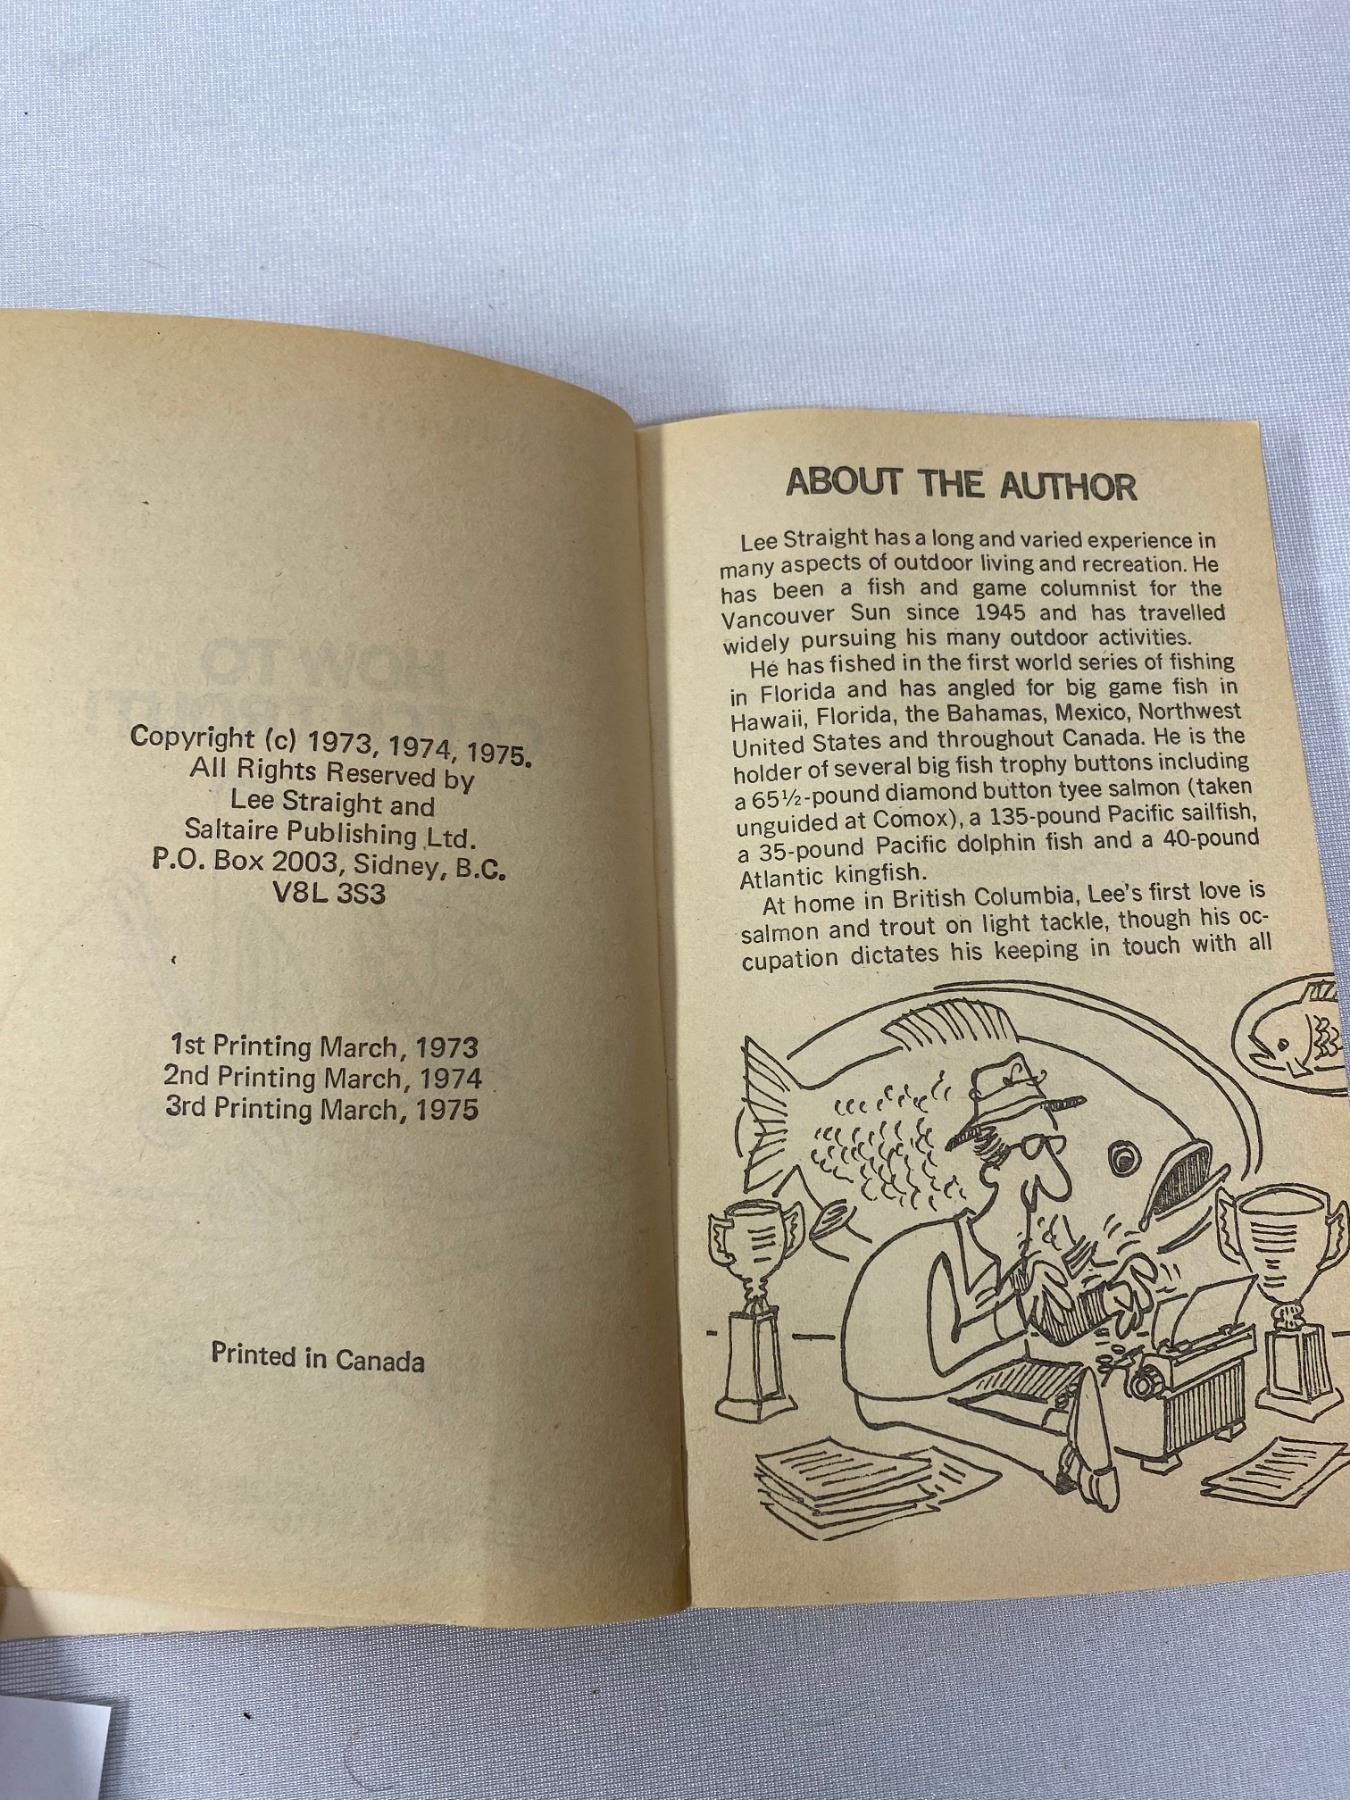 HOW TO
Copyright (c) 1973, 1974, 1975.
All Rights Reserved by
Lee Straight and
Saltaire Publishing Ltd.
P.O. Box 2003, Sidney, B.C.
V8L 3S3
1st Printing March, 1973
2nd Printing March, 1974
3rd Printing March, 1975
Printed in Canada
ABOUT THE AUTHOR
Lee Straight has a long and varied experience in
many aspects of outdoor living and recreation. He
has been a fish and game columnist for the
Vancouver Sun since 1945 and has travelled
widely pursuing his many outdoor activities.
He has fished in the first world series of fishing
in Florida and has angled for big game fish in
Hawaii, Florida, the Bahamas, Mexico, Northwest
United States and throughout Canada. He is the
holder of several big fish trophy buttons including
a 65½-pound diamond button tyee salmon (taken
unguided at Comox), a 135-pound Pacific sailfish,
a 35-pound Pacific dolphin fish and a 40-pound
Atlantic kingfish.
At home in British Columbia, Lee's first love is
salmon and trout on light tackle, though his oc-
cupation dictates his keeping in touch with all